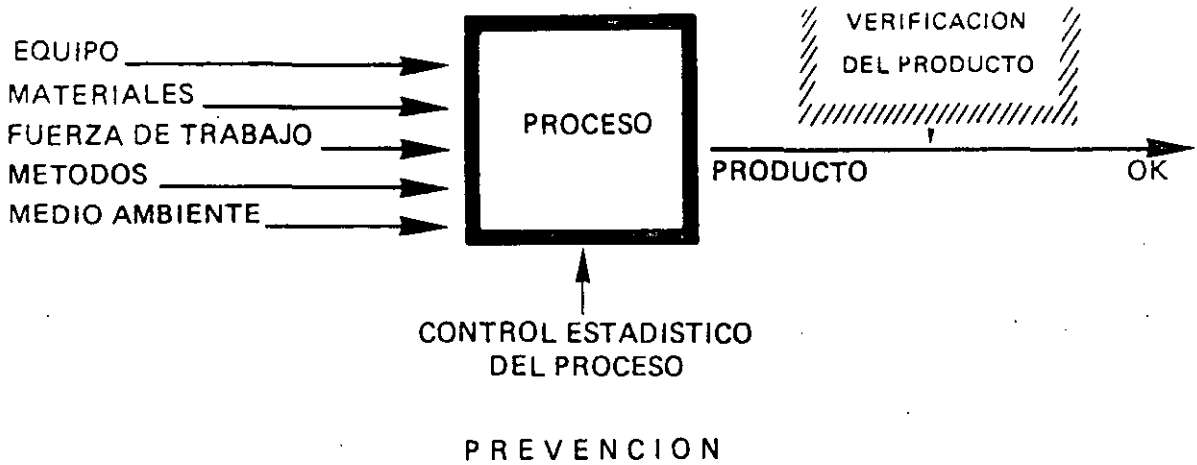 EQUIPO
MATERIALES
FUERZA DE TRABAJO
METODOS
MEDIO AMBIENTE
PROCESO
CONTROL ESTADISTICO
DEL PROCESO
VERIFICACION
DEL PRODUCTO
PRODUCTO
OK
PREVENCION